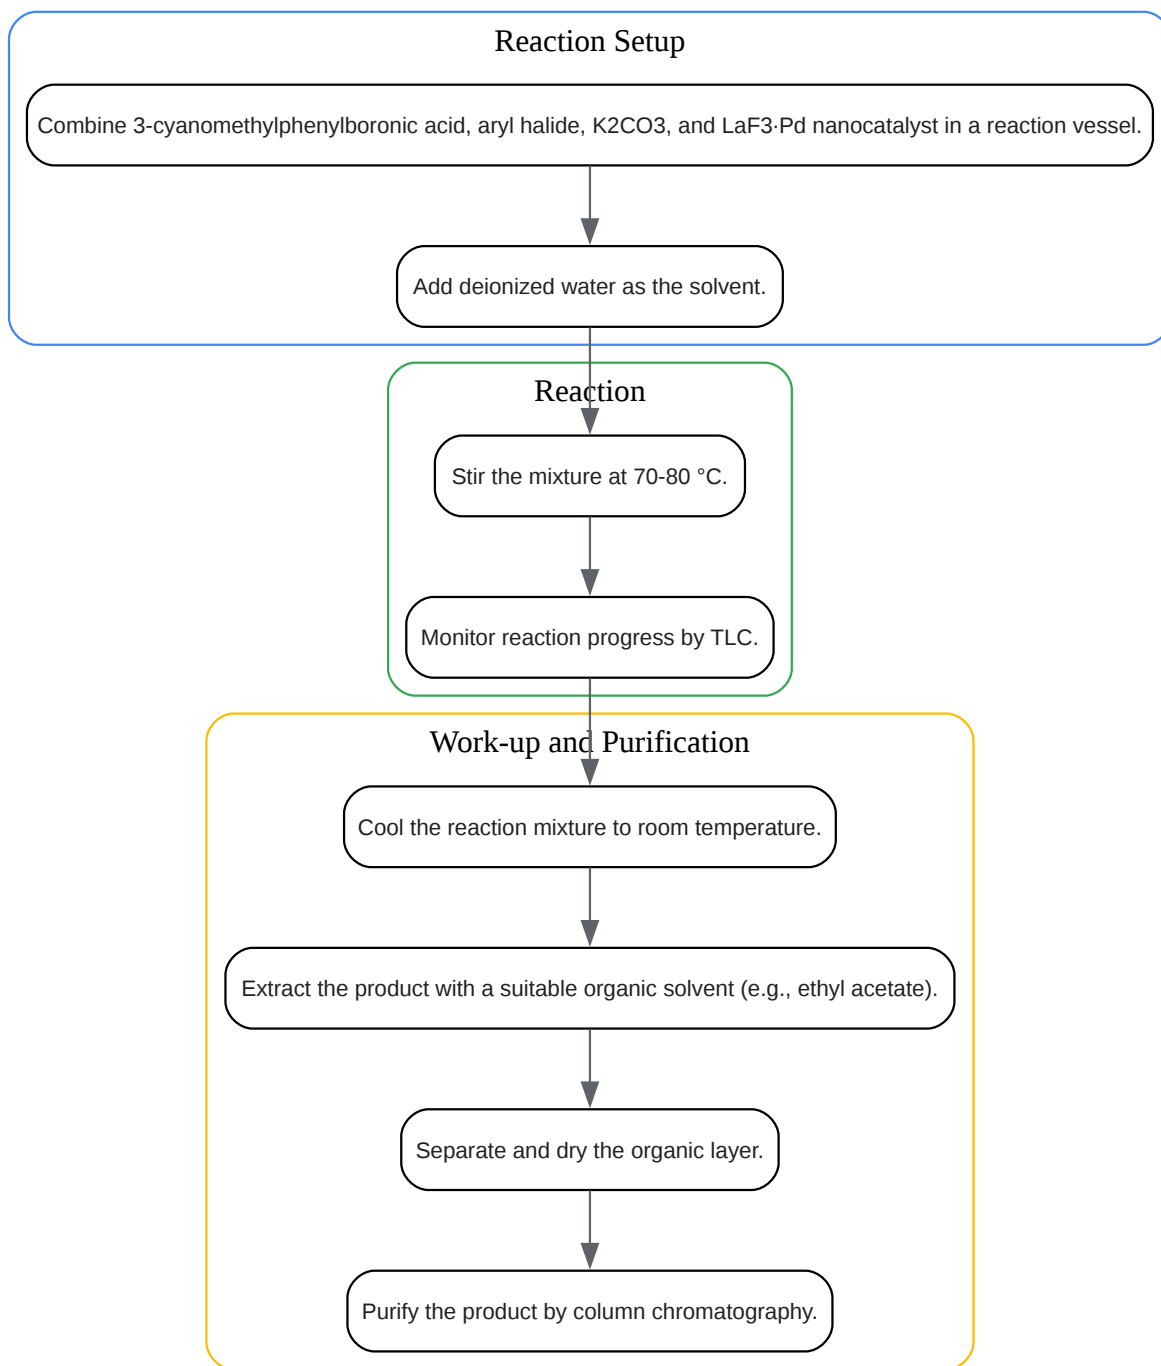 Reaction Setup
Combine 3-cyanomethylphenylboronic acid, aryl halide, K2CO3, and LaF3·Pd nanocatalyst in a reaction vessel.
Add deionized water as the solvent.
Reaction
Stir the mixture at 70-80 °C.
Monitor reaction progress by TLC.
Work-up and Purification
Cool the reaction mixture to room temperature.
Extract the product with a suitable organic solvent (e.g., ethyl acetate).
Separate and dry the organic layer.
Purify the product by column chromatography.